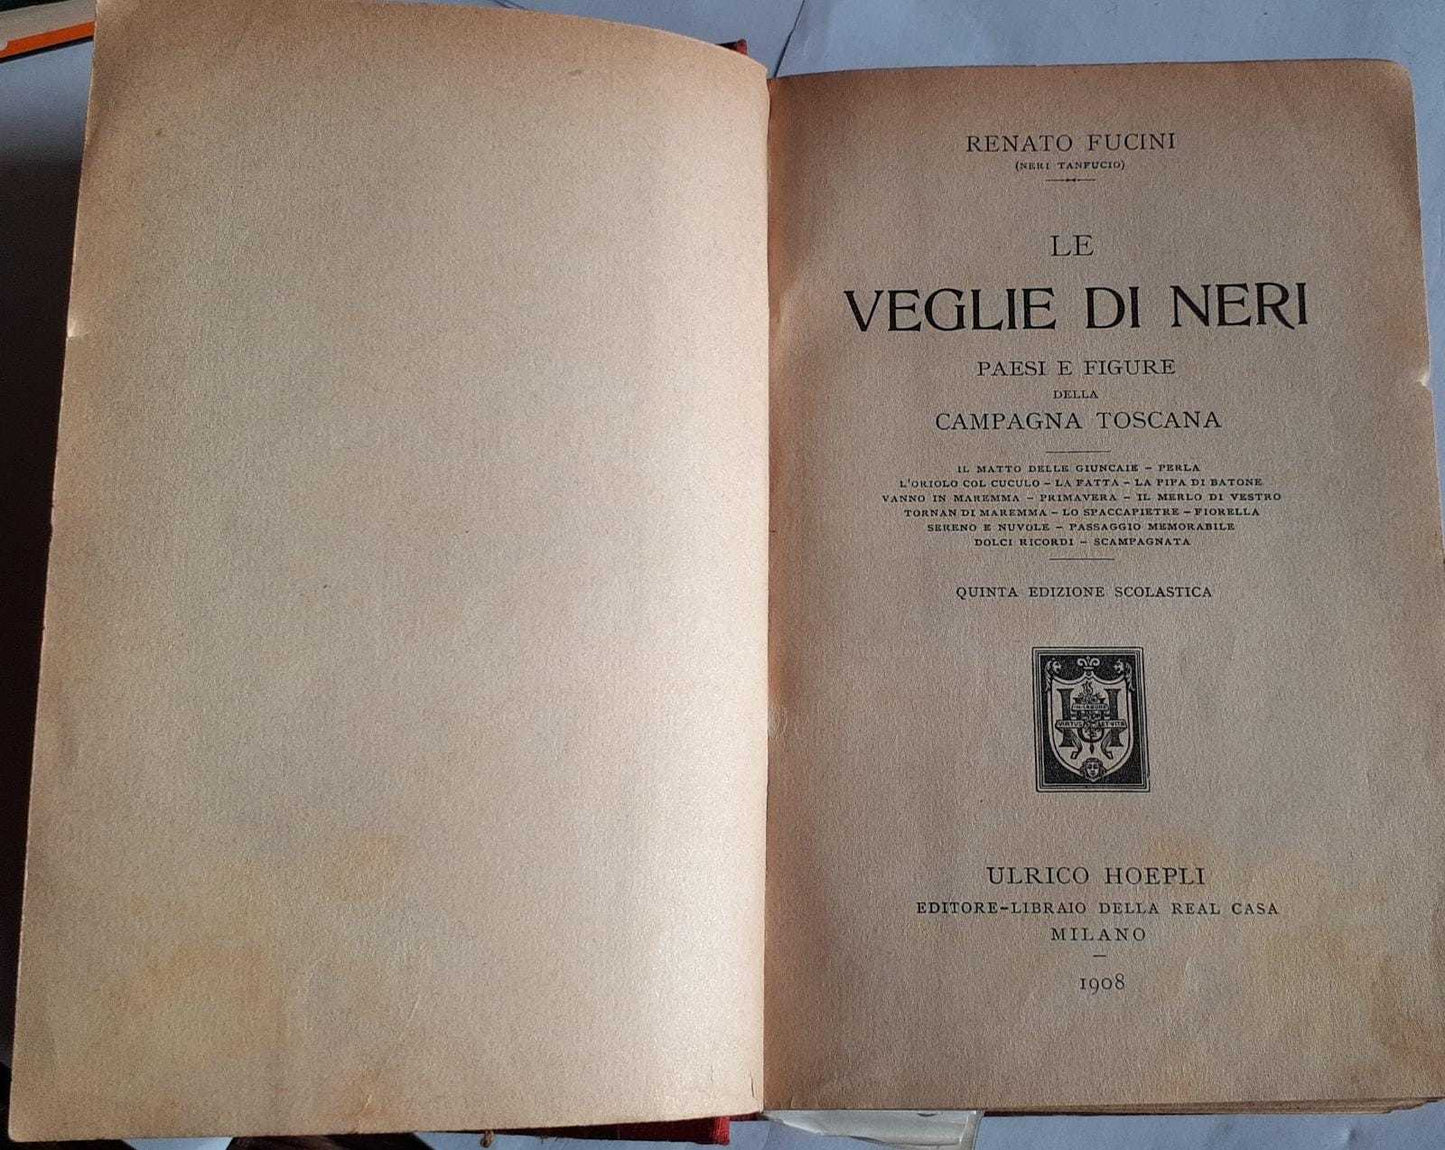 RENATO FUCINI
(NERI TANFUCIO)
LE
VEGLIE DI NERI
PAESI E FIGURE
DELLA
CAMPAGNA TOSCANA
IL MATTO DELLE GIUNCAIE – PERLA
L'ORIOLO COL CUCULO – LA FATTA – LA PIPA DI BATONE
VANNO IN MAREMMA – PRIMAVERA – IL MERLO DI VESTRO
TORNAN DI MAREMMA – LO SPACCAPIETRE – FIORELLA
SERENO E NUVOLE – PASSAGGIO MEMORABILE
DOLCI RICORDI – SCAMPAGNATA
QUINTA EDIZIONE SCOLASTICA
ULRICO HOEPLI
EDITORE-LIBRAIO DELLA REAL CASA
MILANO
1908